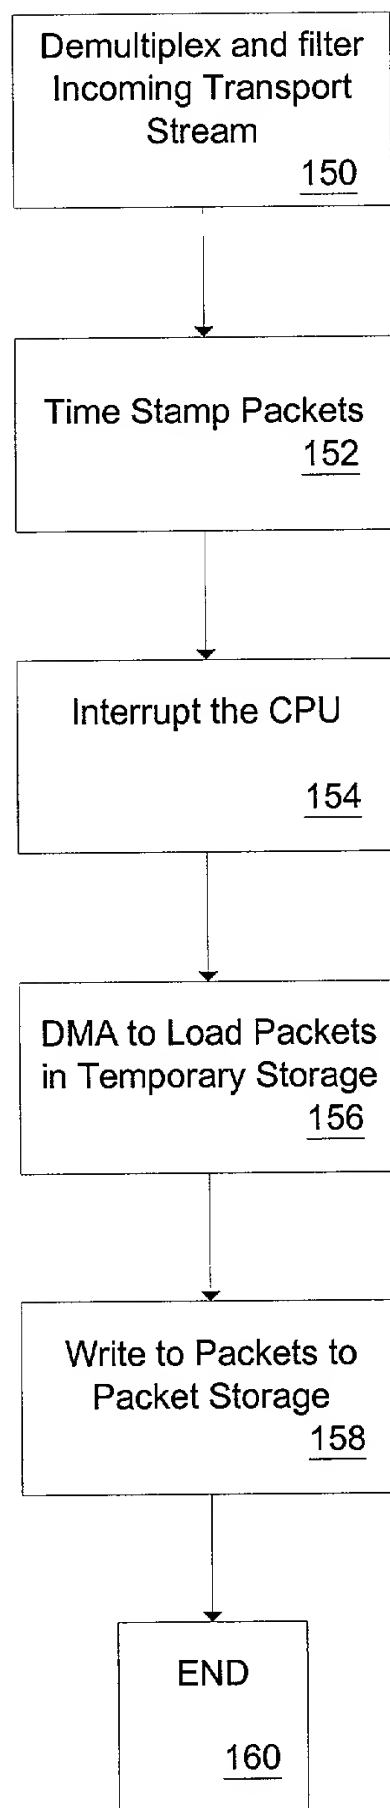 Demultiplex and filter
Incoming Transport
Stream
150
Time Stamp Packets
152
Interrupt the CPU
154
DMA to Load Packets
in Temporary Storage
156
Write to Packets to
Packet Storage
158
END
160